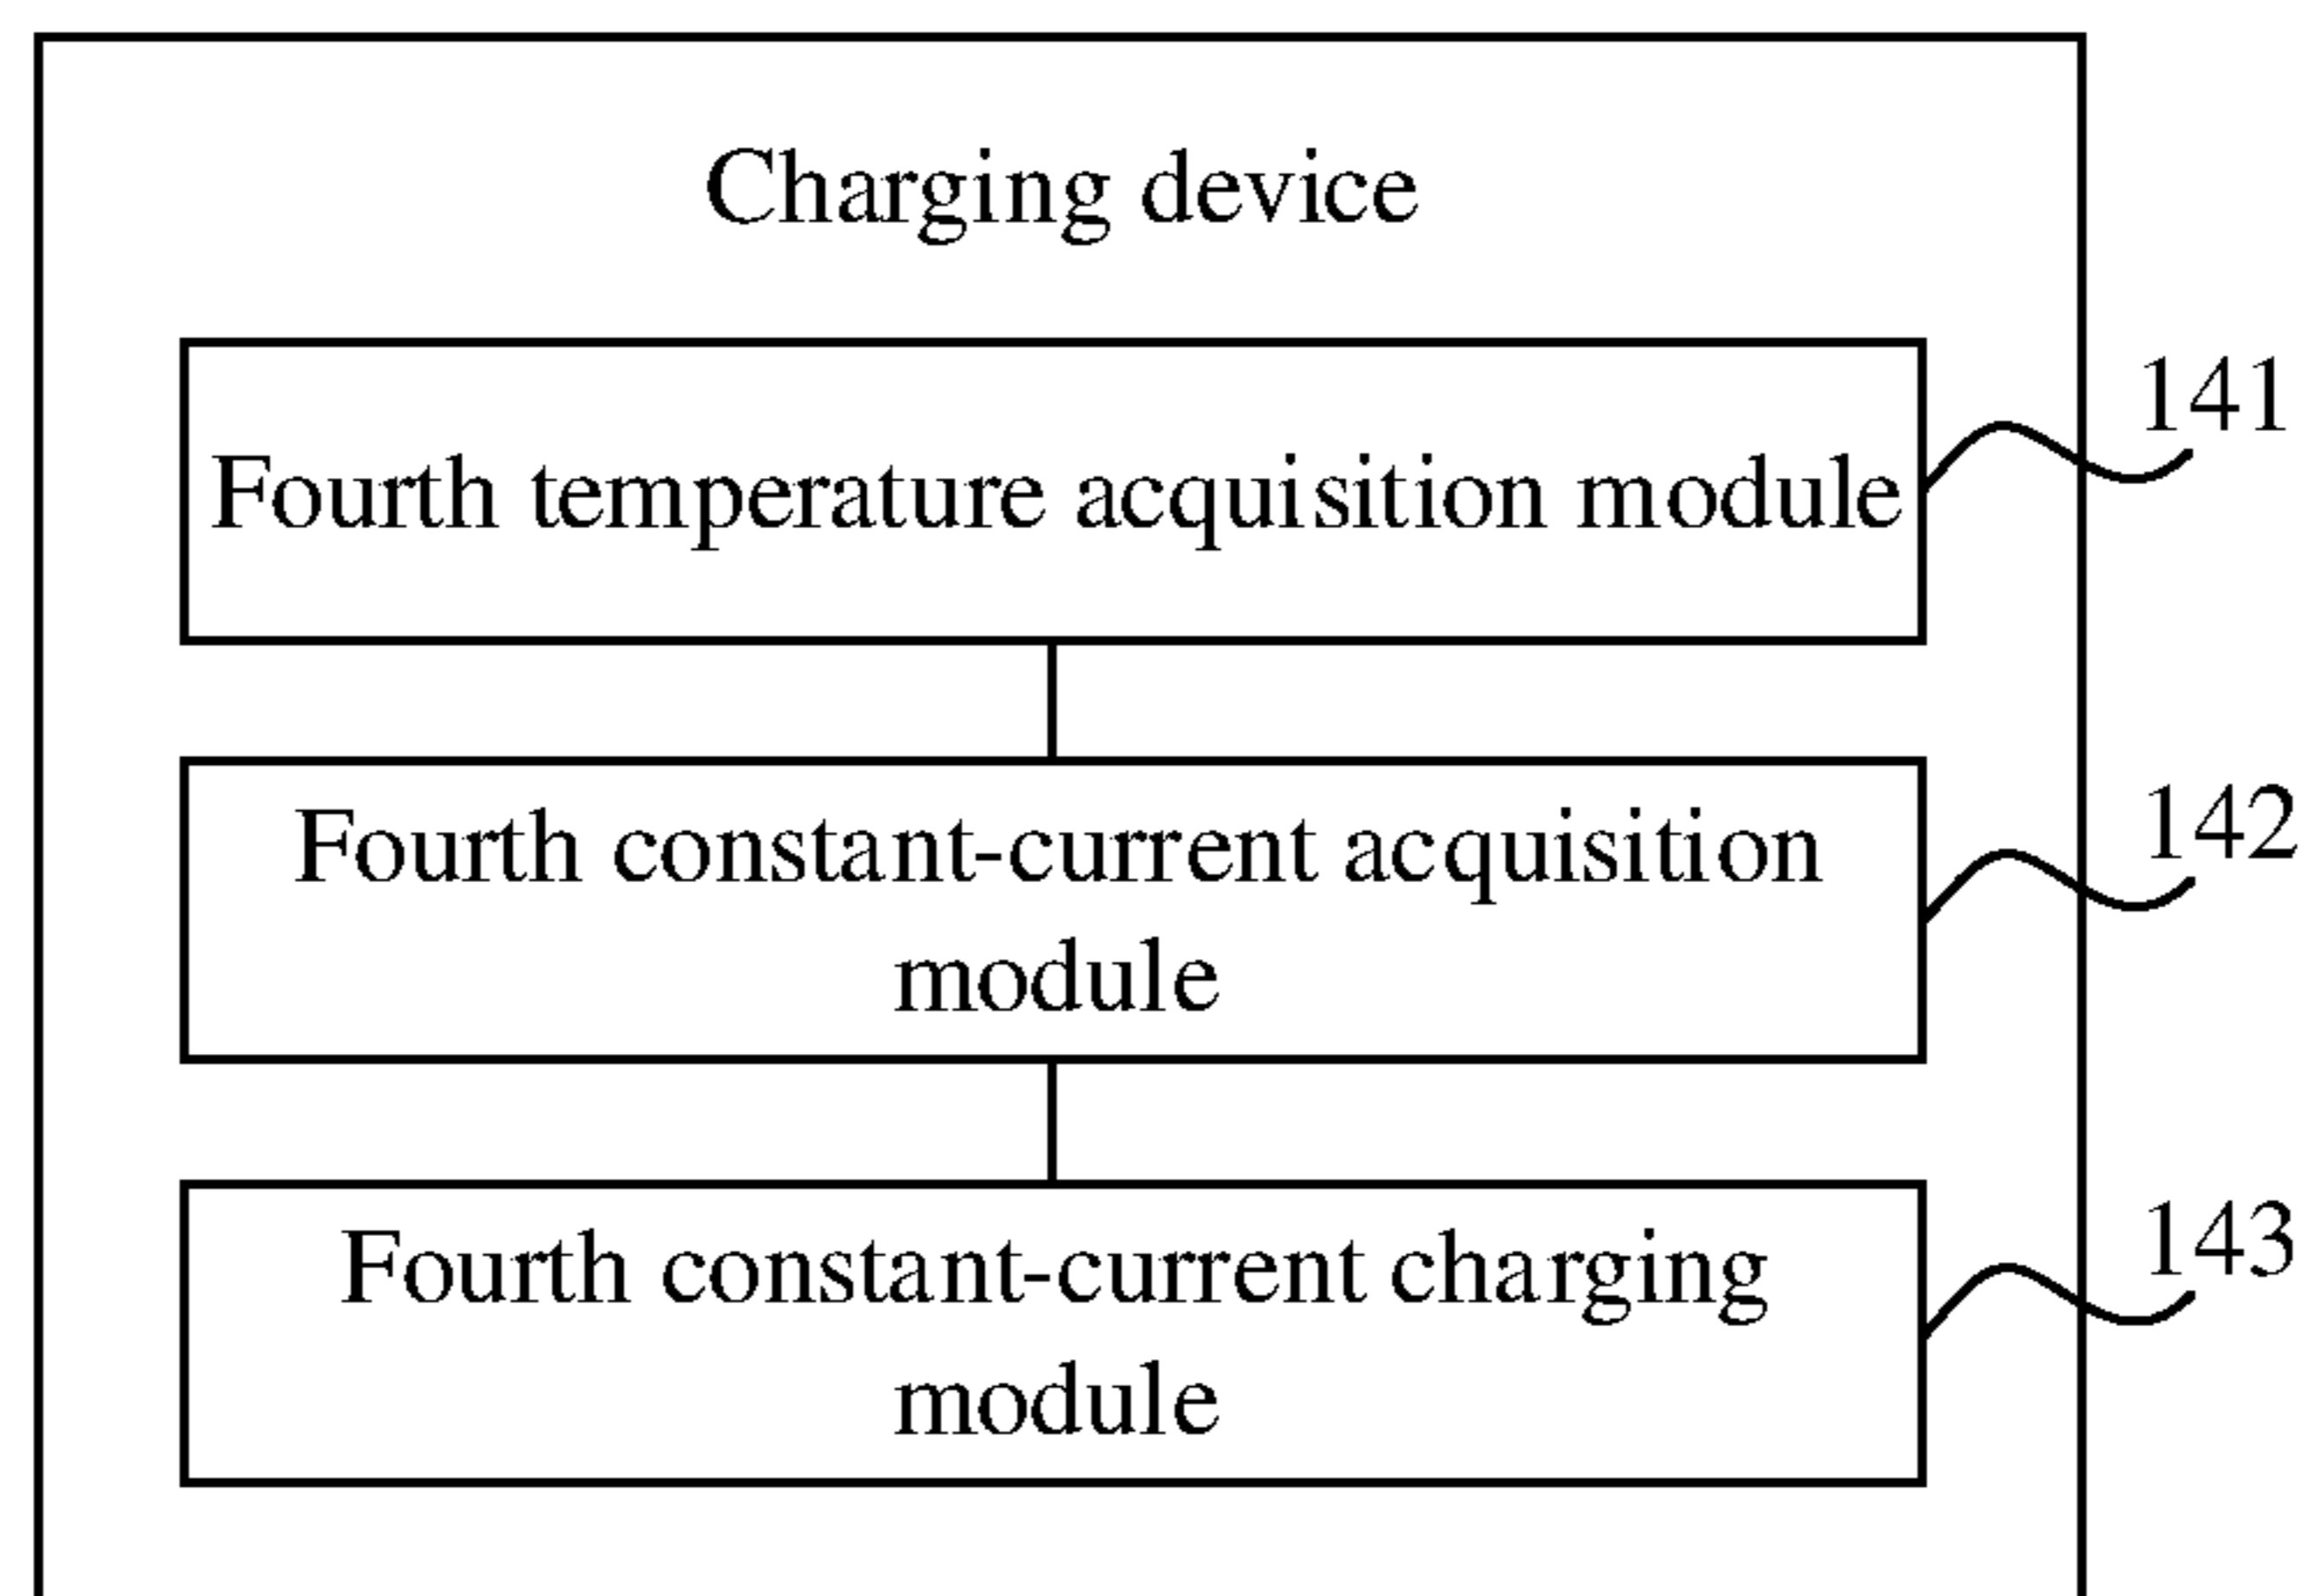 Charging device
141
Fourth temperature acquisition module
142
Fourth constant-current acquisition
module
143
Fourth constant-current charging
module